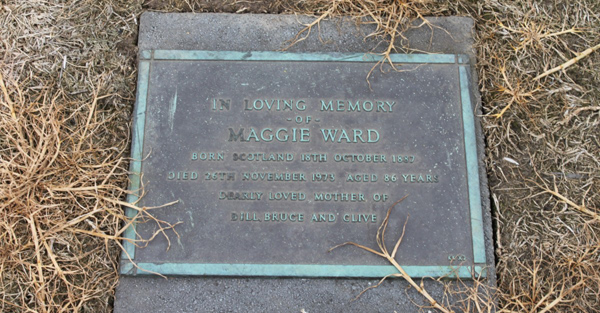 IN LOVING MEMORY
-OF-
MAGGIE WARD
BORN SCOTLAND 18TH OCTOBER 1887
DIED 26TH NOVEMBER 1973 AGED 86 YEARS
DEARLY LOVED MOTHER OF
BILL BRUCE AND CLIVE